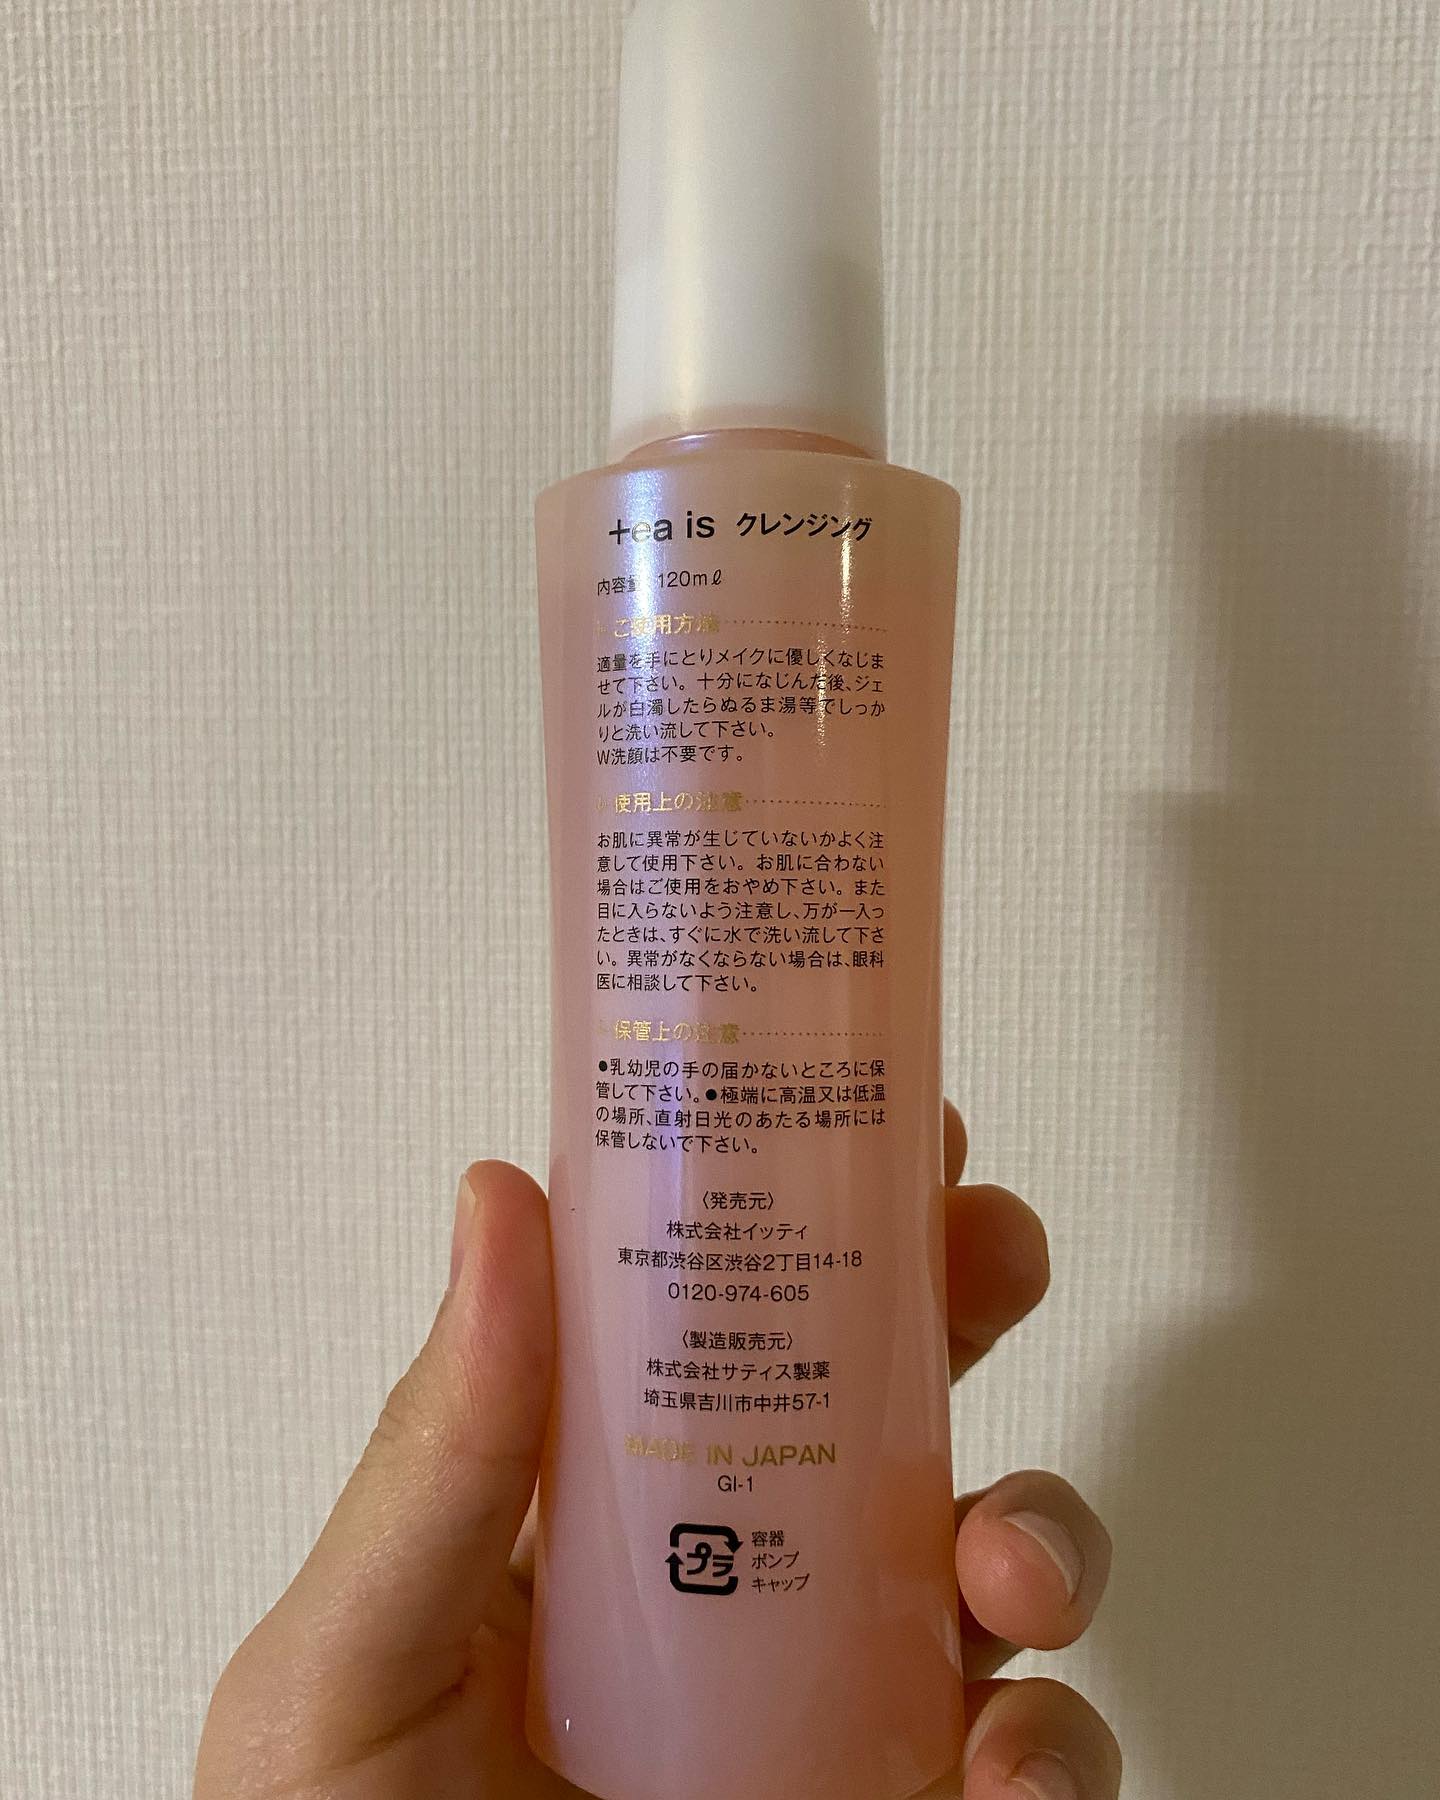 +ea is クレンジング
内容量 120mℓ
ご使用方法
適量を手にとりメイクに優しくなじま
せて下さい。十分になじんだ後、ジェ
ルが白濁したらぬるま湯等でしっか
りと洗い流して下さい。
W洗顔は不要です。
使用上の注意
お肌に異常が生じていないかよく注
意して使用下さい。お肌に合わない
場合はご使用をおやめ下さい。また
目に入らないよう注意し、万が一入っ
たときは、すぐに水で洗い流して下さ
い。異常がなくならない場合は、眼科
医に相談して下さい。
保管上の注意
●乳幼児の手の届かないところに保
管して下さい。●極端に高温又は低温
の場所、直射日光のあたる場所には
保管しないで下さい。
〈発売元〉
株式会社イッティ
東京都渋谷区渋谷2丁目14-18
0120-974-605
〈製造販売元〉
株式会社サティス製薬
埼玉県吉川市中井57-1
MADE IN JAPAN
GI-1
プラ
容器
ポンプ
キャップ